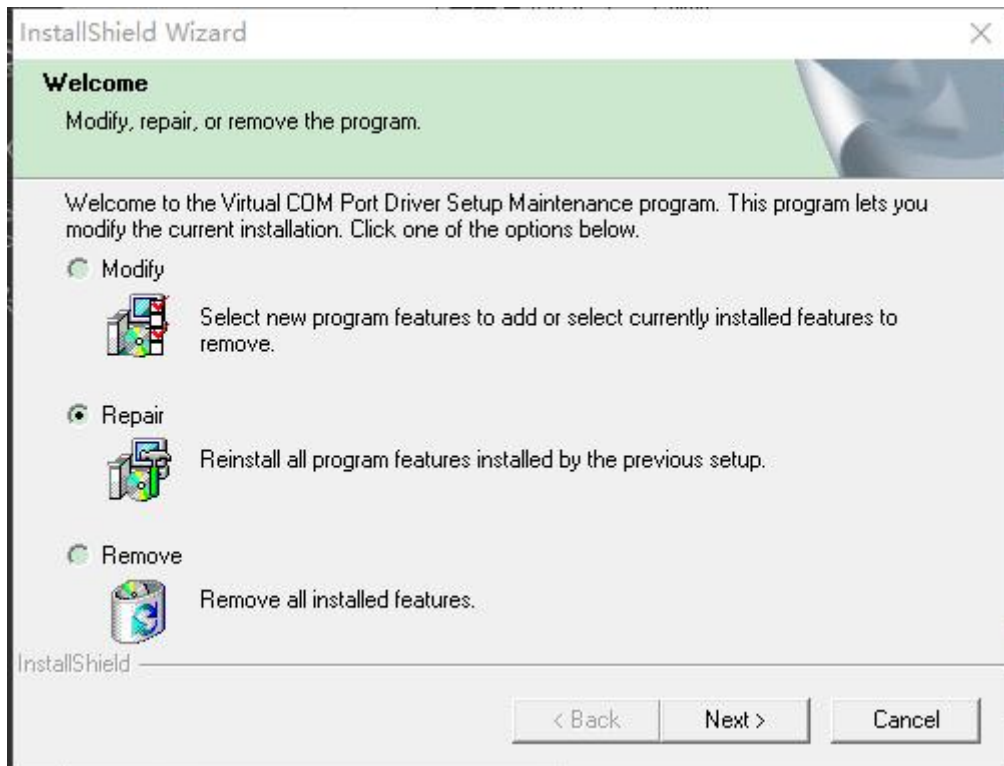 InstallShield Wizard
Welcome
Modify, repair, or remove the program.
Welcome to the Virtual COM Port Driver Setup Maintenance program. This program lets you
modify the current installation. Click one of the options below.
Modify
Select new program features to add or select currently installed features to
remove.
Repair
Reinstall all program features installed by the previous setup.
Remove
Remove all installed features.
InstallShield
< Back
Next >
Cancel